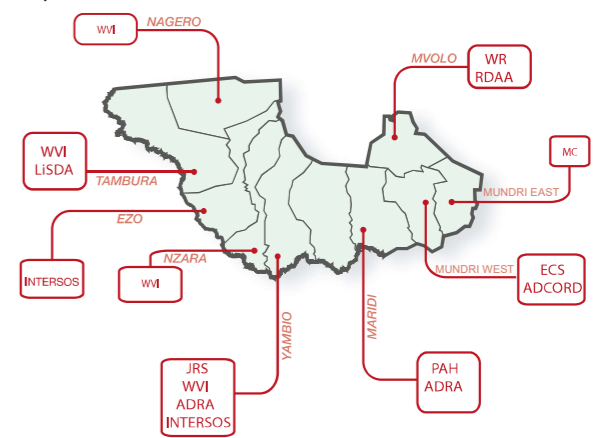 NAGERO
WVI
MVOLO
WR
RDAA
WVI
LiSDA
TAMBURA
MC
MUNDRI EAST
EZO
INTERSOS
NZARA
WVI
MUNDRI WEST
ECS
ADCORD
YAMBIO
JRS
WVI
ADRA
INTERSOS
MARIDI
PAH
ADRA